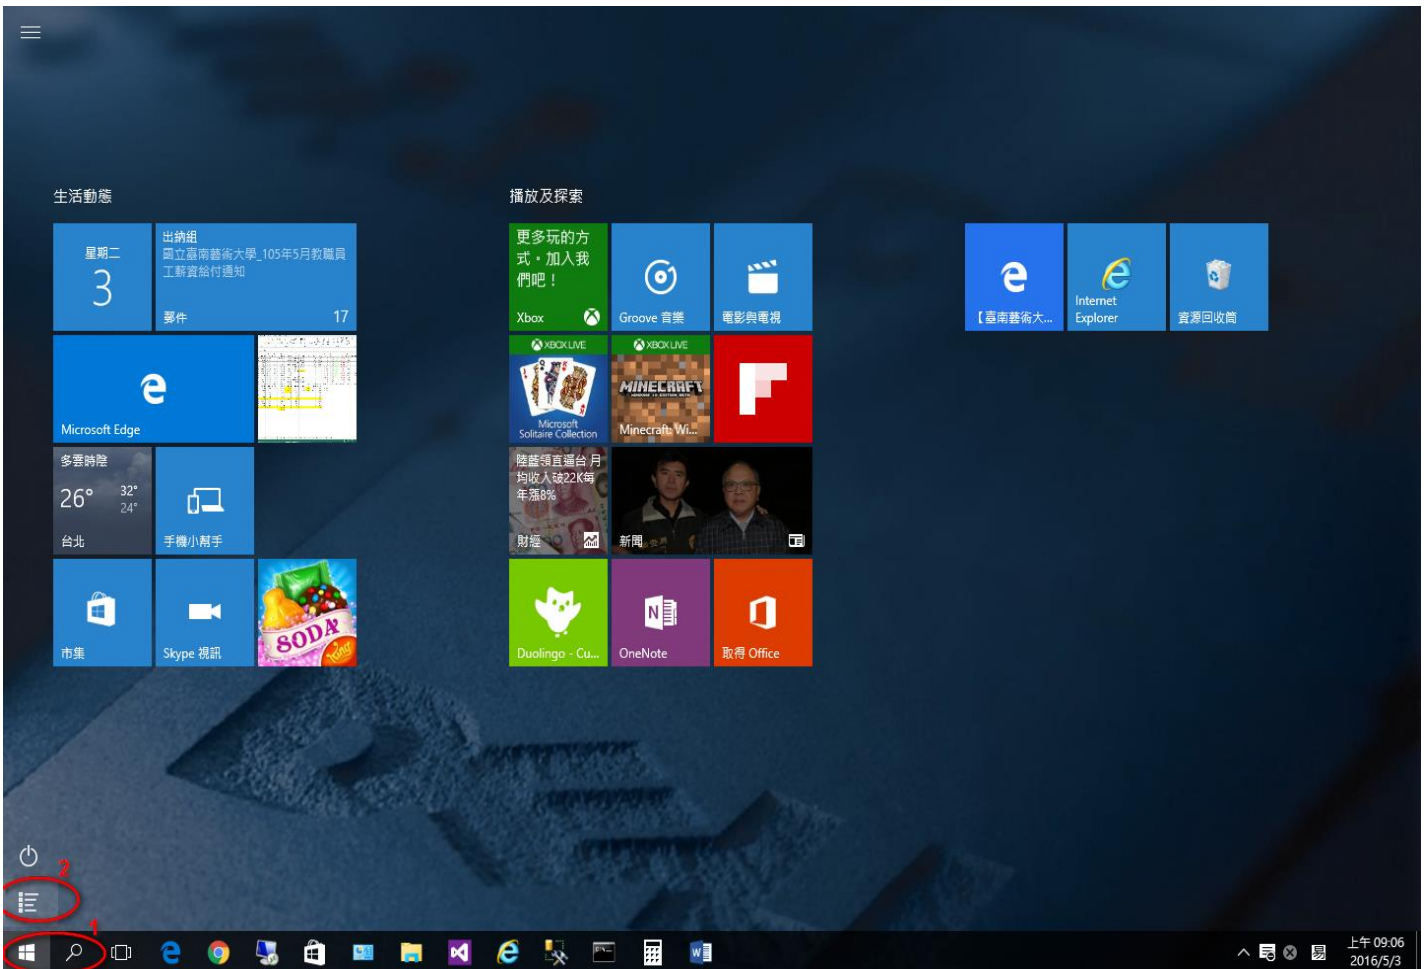 生活動態
播放及探索
星期二
3
出納組
國立臺南藝術大學_105年5月教職員
工薪資給付通知
郵件
17
更多玩的方
式。加入我
們吧！
Xbox
Groove 音樂
電影與電視
【臺南藝術大...
Internet
Explorer
資源回收筒
Microsoft Edge
XBOX LIVE
Microsoft
Solitaire Collection
XBOX LIVE
MINECRAFT
WINDOWS 10 EDITION BETA
Minecraft: Wi...
多雲時陰
26°
32°
24°
台北
手機小幫手
陸藍領直逼台 月
均收入破22K每
年漲8%
財經
新聞
市集
Skype 視訊
SODA
King
Duolingo - Cu...
OneNote
取得 Office
2
1
上午 09:06
2016/5/3